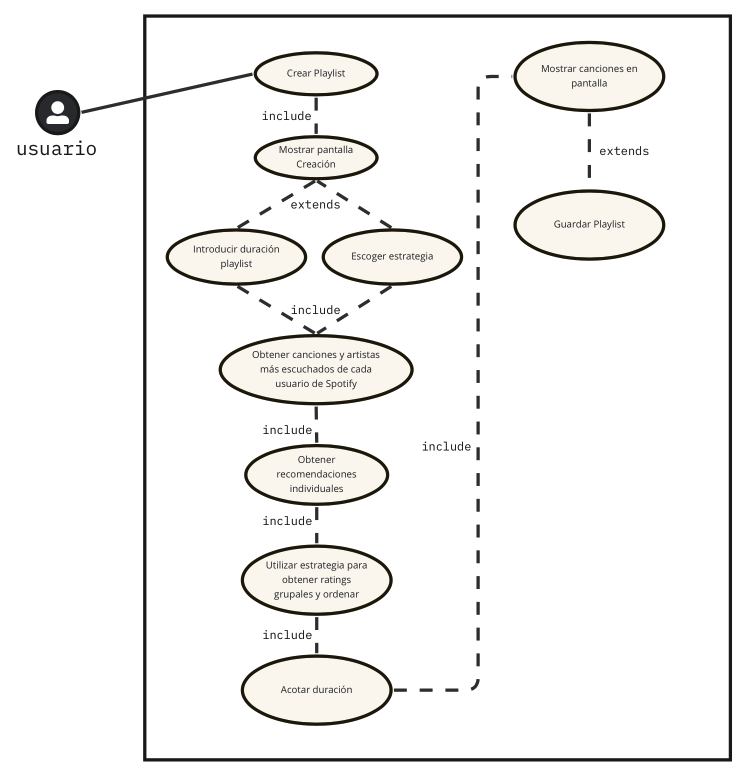 usuario
Crear Playlist
include
Mostrar pantalla
Creación
extends
Introducir duración
playlist
Escoger estrategia
include
Obtener canciones y artistas
más escuchados de cada
usuario de Spotify
include
Obtener
recomendaciones
individuales
include
Utilizar estrategia para
obtener ratings
grupales y ordenar
include
Acotar duración
include
Mostrar canciones en
pantalla
extends
Guardar Playlist